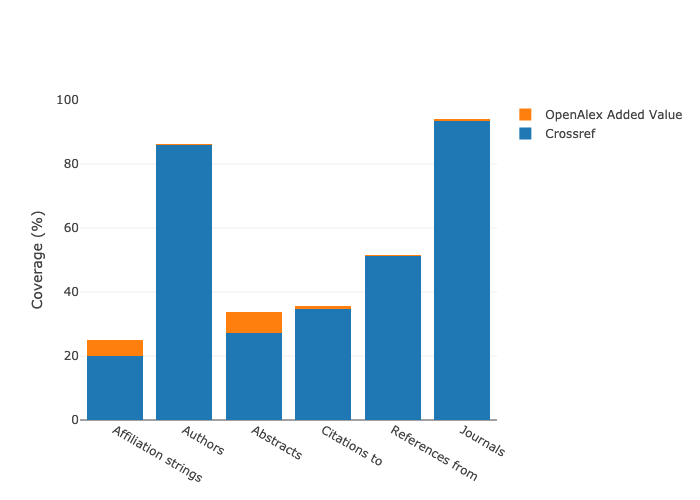 100
80
60
40
20
0
Coverage (%)
Affiliation strings
Authors
Abstracts
Citations to
References from
Journals
OpenAlex Added Value
Crossref